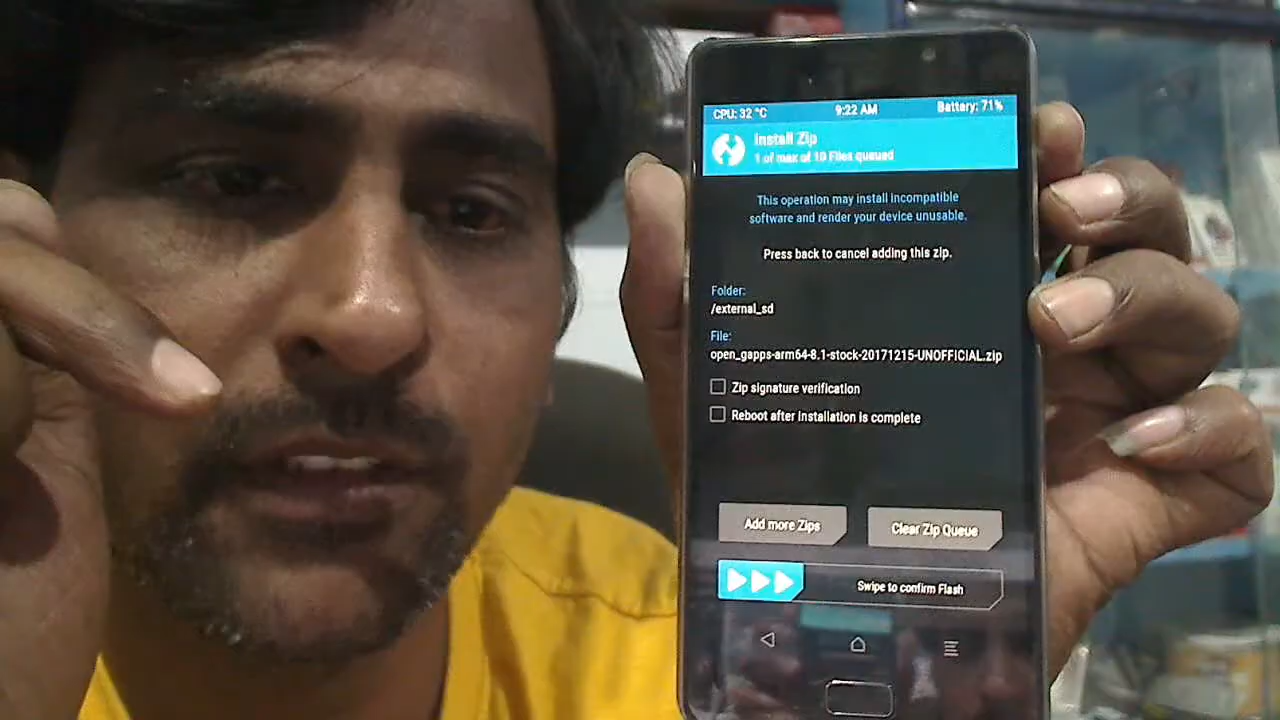 CPU: 32 °C 9:22 AM Battery: 71%
Install Zip
1 of max of 10 Files queued
This operation may install incompatible
software and render your device unusable.
Press back to cancel adding this zip.
Folder:
/external_sd
File:
open_gapps-arm64-8.1-stock-20171215-UNOFFICIAL.zip
Zip signature verification
Reboot after installation is complete
Add more Zips Clear Zip Queue
Swipe to confirm Flash